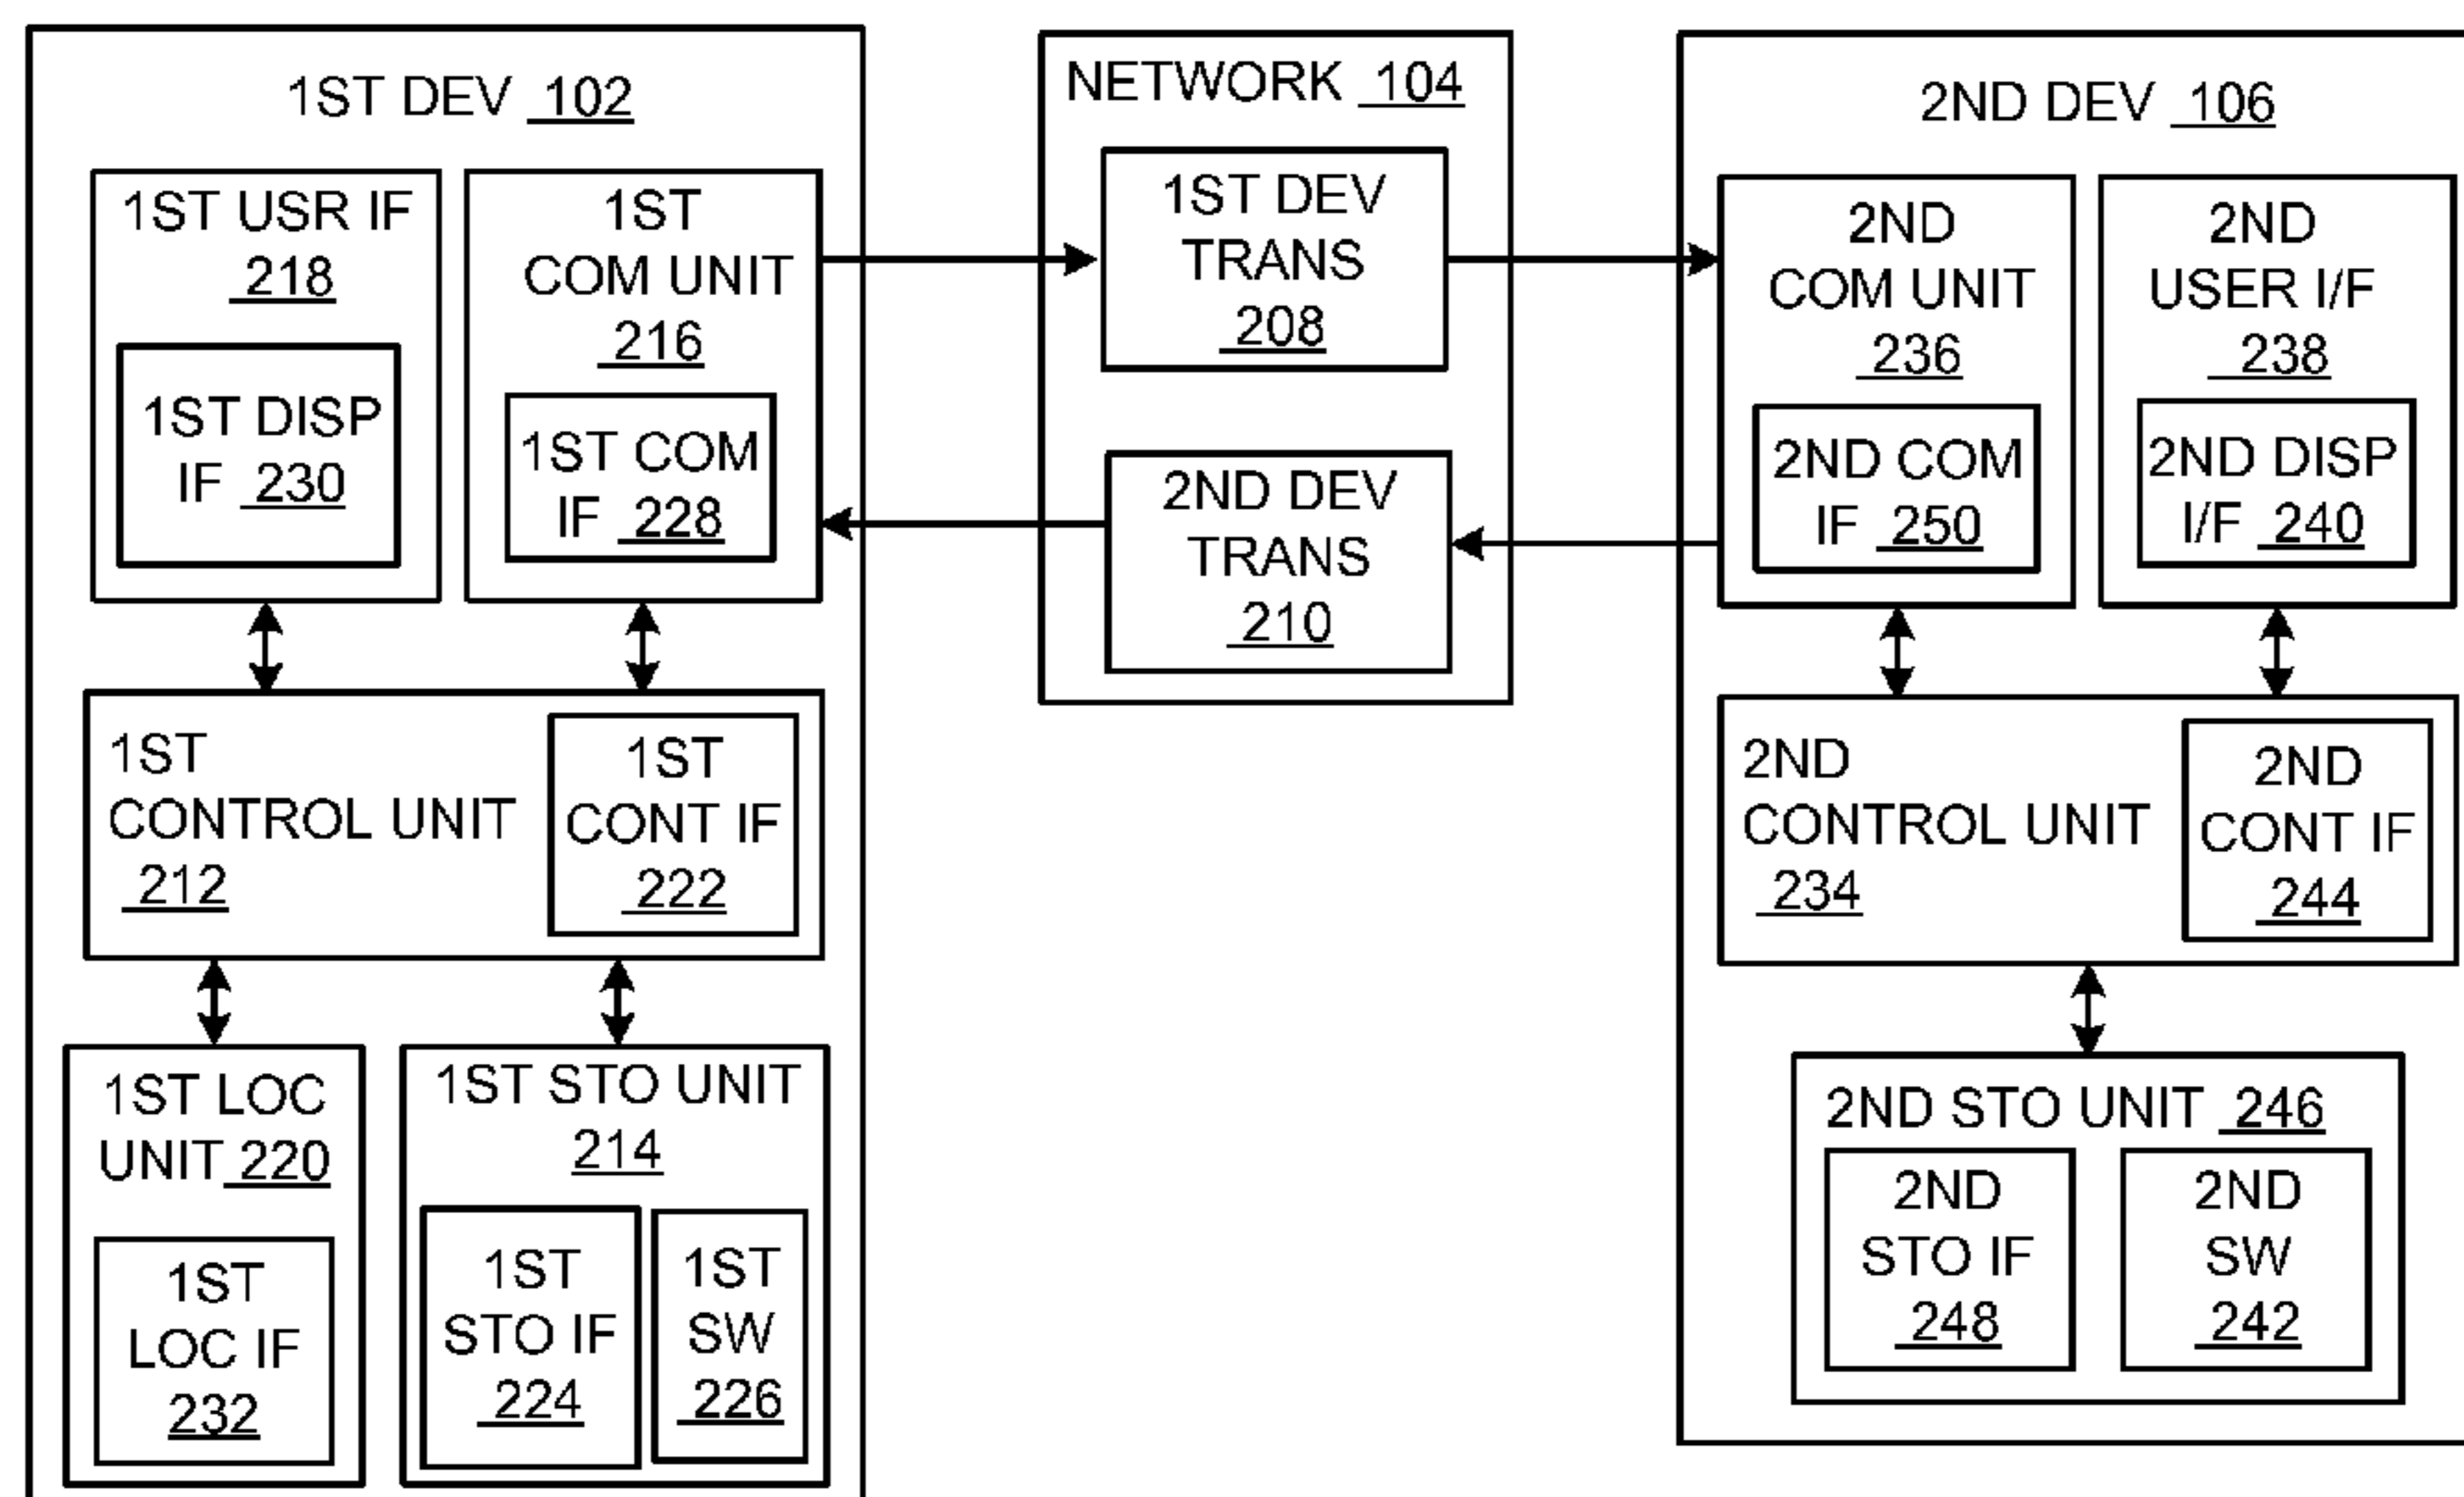 1ST DEV 102
1ST USR IF
218
1ST DISP
IF 230
1ST
COM UNIT
216
1ST COM
IF 228
1ST
CONTROL UNIT
212
1ST
CONT IF
222
1ST LOC
UNIT 220
1ST
LOC IF
232
1ST STO UNIT
214
1ST
STO IF
224
1ST
SW
226
NETWORK 104
1ST DEV
TRANS
208
2ND DEV
TRANS
210
2ND DEV 106
2ND
COM UNIT
236
2ND COM
IF 250
2ND
USER I/F
238
2ND DISP
I/F 240
2ND
CONTROL UNIT
234
2ND
CONT IF
244
2ND STO UNIT 246
2ND
STO IF
248
2ND
SW
242